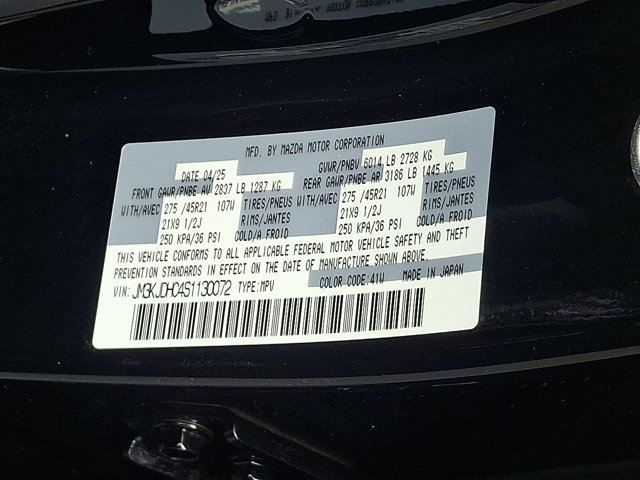 MFD. BY MAZDA MOTOR CORPORATION
DATE 04/25 GVWR/PNBV 6014 LB 2728 KG
FRONT GAWR/PNBE AV 2837 LB 1287 KG REAR GAWR/PNBE AR 3186 LB 1445 KG
WITH/AVEC 275 /45R21 107W TIRES/PNEUS WITH/AVEC 275 /45R21 107W TIRES/PNEUS
21X9 1/2J RIMS/JANTES 21X9 1/2J RIMS/JANTES
250 KPA/36 PSI COLD/A FROID 250 KPA/36 PSI COLD/A FROID
THIS VEHICLE CONFORMS TO ALL APPLICABLE FEDERAL MOTOR VEHICLE SAFETY AND THEFT
PREVENTION STANDARDS IN EFFECT ON THE DATE OF MANUFACTURE SHOWN ABOVE.
VIN: JM3KJDHC4S1130072 TYPE:MPV COLOR CODE:41W MADE IN JAPAN